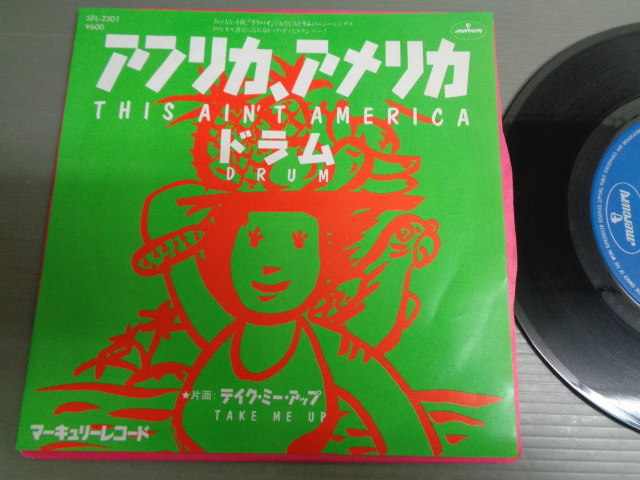 SFL-2301
¥600
mercury
アフリカ、アメリカ
THIS AIN'T AMERICA
ドラム
DRUM
★片面:テイク・ミー・アップ
TAKE ME UP
マーキュリーレコード
mercury